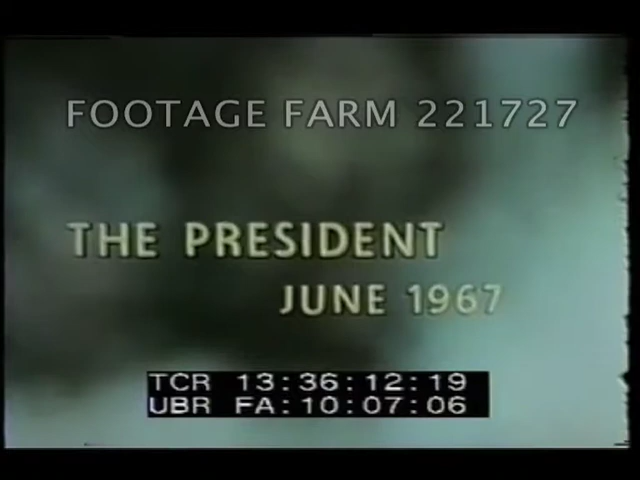 FOOTAGE FARM 221727
THE PRESIDENT
JUNE 1967
TCR 13:36:12:19
UBR FA:10:07:06